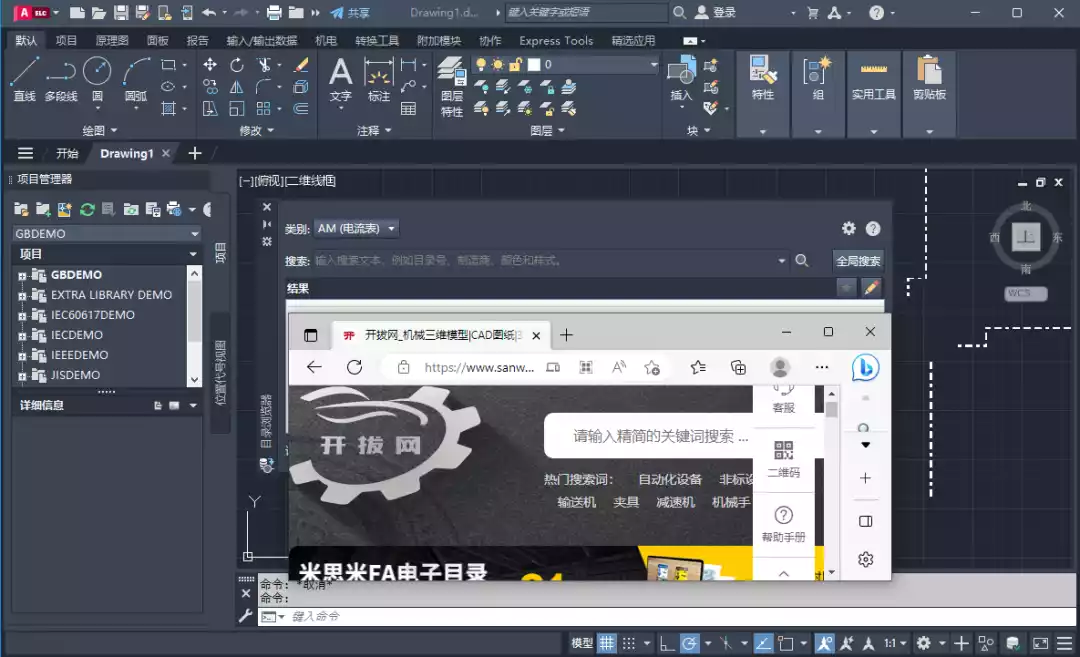 A ELC
共享
Drawing1.d...
键入关键字或短语
登录
默认 项目 原理图 面板 报告 输入/输出数据 机电 转换工具 附加模块 协作 Express Tools 精选应用
直线 多段线 圆 圆弧
绘图
修改
A
文字 标注
注释
图层
特性
0
图层
插入
块
特性
组
实用工具
剪贴板
开始 Drawing1
项目管理器
[−][俯视][二维线框]
GBDEMO
项目
GBDEMO
EXTRA LIBRARY DEMO
IEC60617DEMO
IECDEMO
IEEEDEMO
JISDEMO
详细信息
项目
位置代号视图
类别: AM (电流表)
搜索: 输入搜索文本，例如目录号、制造商、颜色和样式。
全局搜索
结果
目录浏览器
开拔网_机械三维模型|CAD图纸|3
https://www.sanw...
开拔网
请输入精简的关键词搜索 ...
热门搜索词： 自动化设备 非标设
输送机 夹具 减速机 机械手
客服
二维码
帮助手册
米思米FA电子目录
北
西 上 东
南
WCS
Y
命令: *取消*
命令:
键入命令
模型
1:1